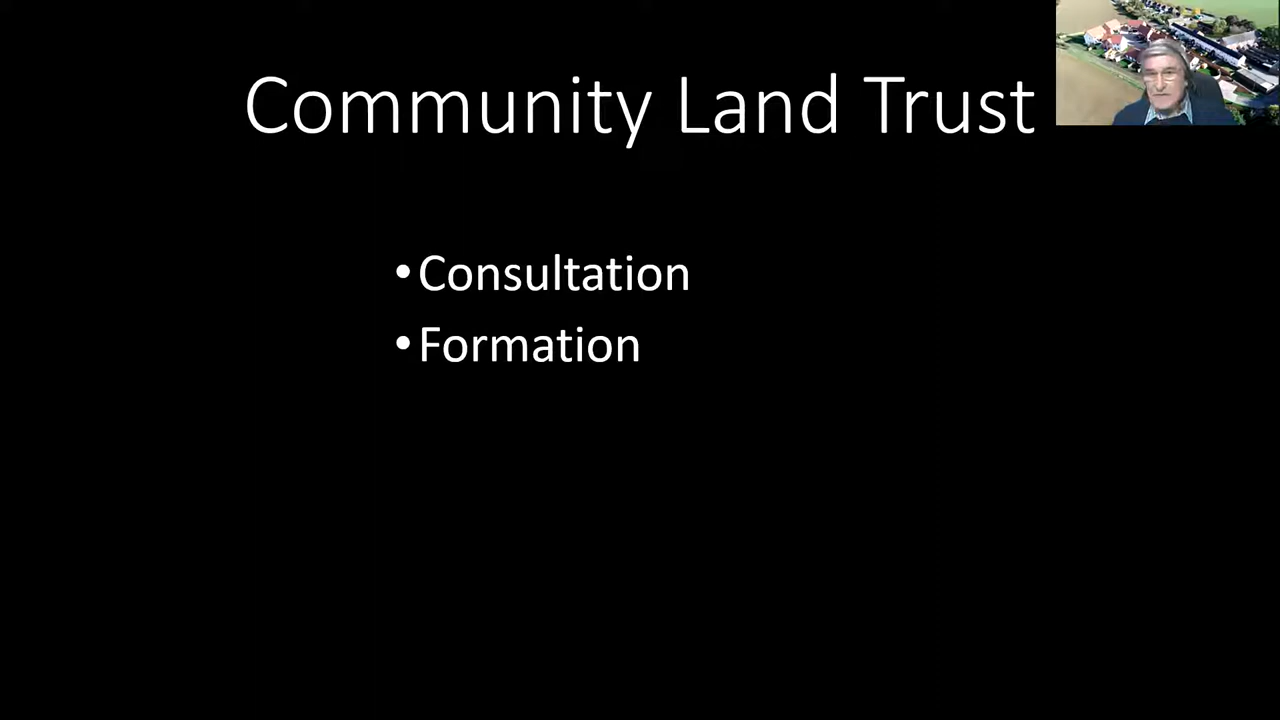 Community Land Trust
•Consultation
•Formation